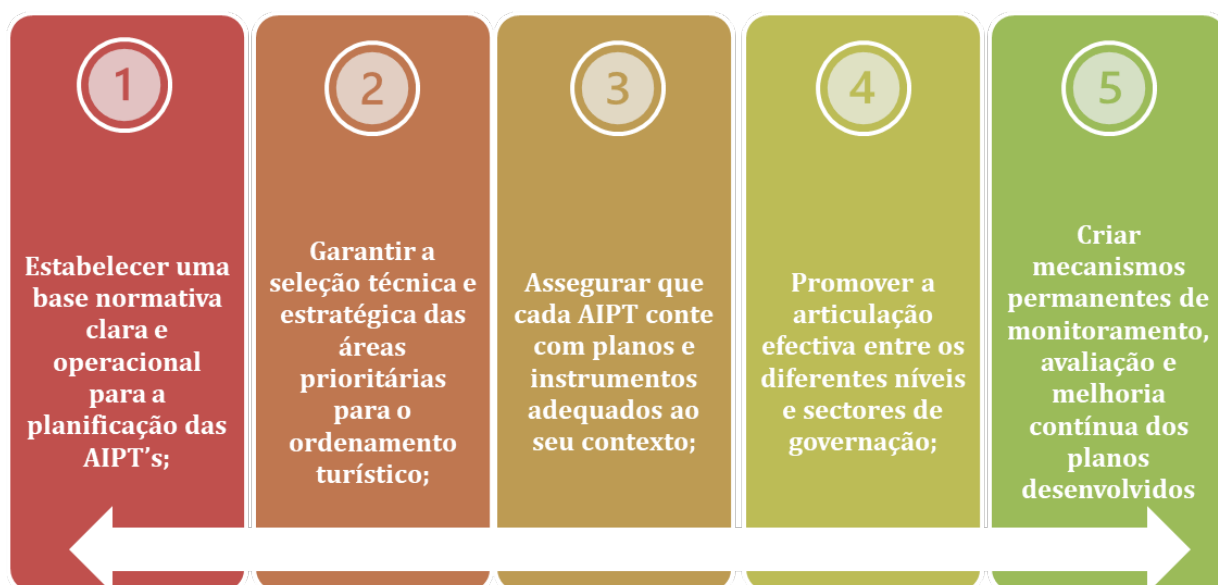 1
Estabelecer uma
base normativa
clara e
operacional
para a
planificação das
AIPT’s;
2
Garantir a
seleção técnica e
estratégica das
áreas
prioritárias
para o
ordenamento
turístico;
3
Assegurar que
cada AIPT conte
com planos e
instrumentos
adequados ao
seu contexto;
4
Promover a
articulação
efectiva entre os
diferentes níveis
e sectores de
governação;
5
Criar
mecanismos
permanentes de
monitoramento,
avaliação e
melhoria
contínua dos
planos
desenvolvidos